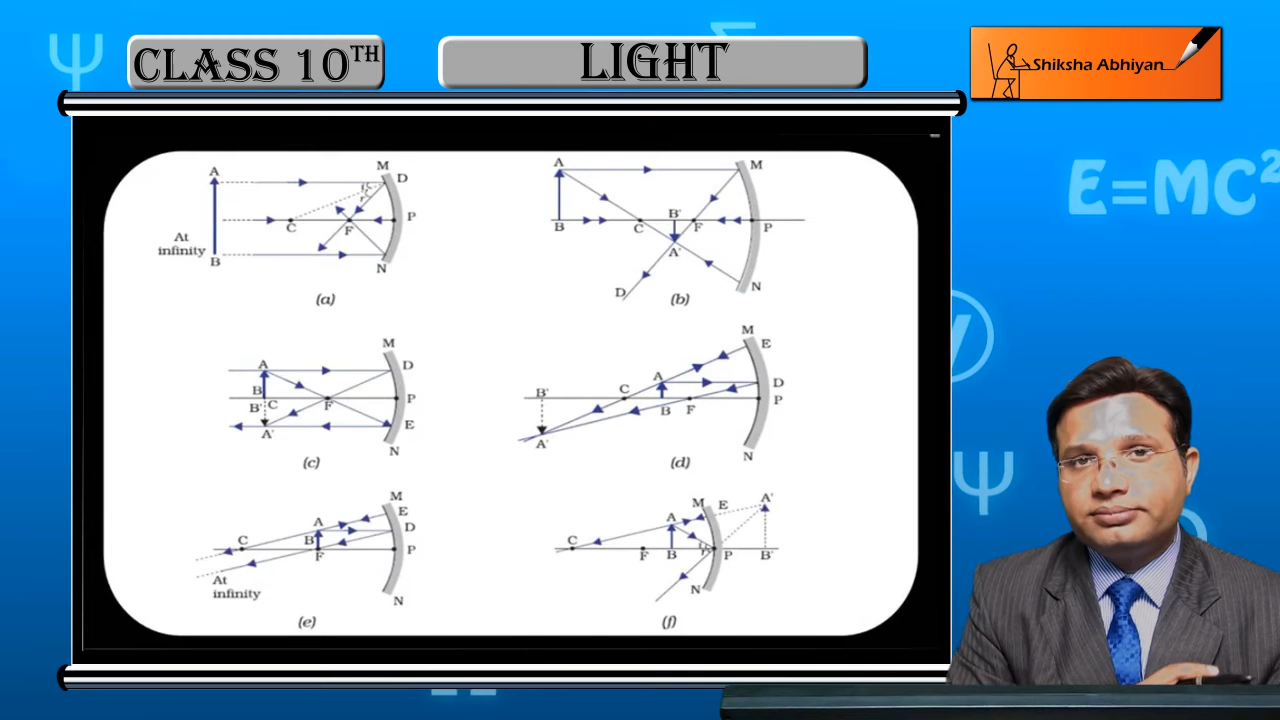 CLASS 10TH
LIGHT
Shiksha Abhiyan
E=MC2
Ψ
Ψ
A
M
D
i
r
C
F
P
At
infinity
B
N
(a)
A
M
B'
B
C
F
P
A'
D
N
(b)
M
A
D
B
B'
C
F
P
A'
E
N
(c)
M
E
A
D
B'
C
B
F
P
A'
N
(d)
M
E
A
D
C
B
P
F
At
infinity
N
(e)
M
E
A'
A
C
F
B
P
B'
N
(f)